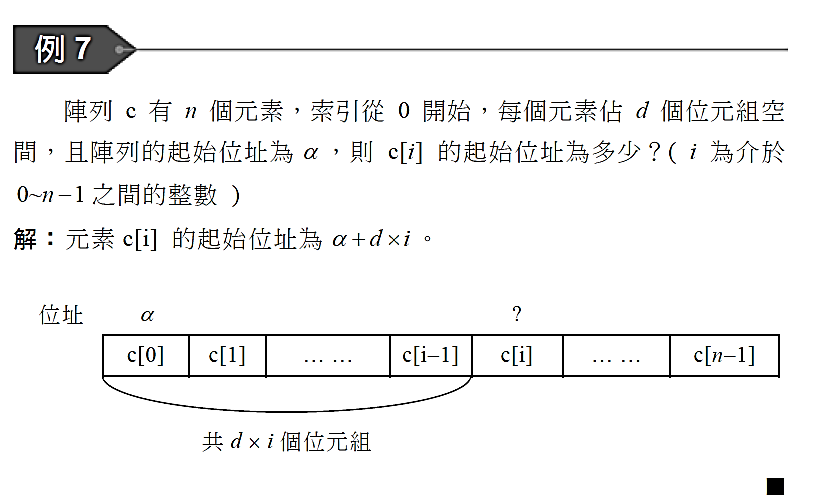 例 7
陣列 c 有 n 個元素，索引從 0 開始，每個元素佔 d 個位元組空
間，且陣列的起始位址為 α ，則 c[i] 的起始位址為多少？( i 為介於
0~n−1 之間的整數 )
解：元素 c[i] 的起始位址為 α+d×i 。
位址 α ?
c[0] c[1] … … c[i−1] c[i] … … c[n−1]
共 d × i 個位元組